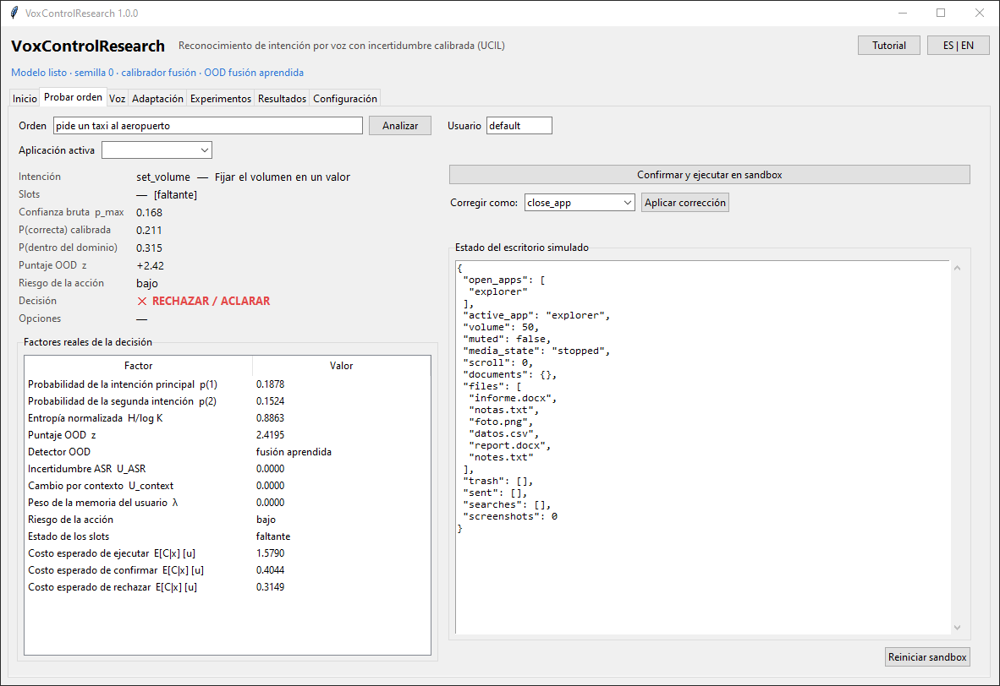 VoxControlResearch 1.0.0
VoxControlResearch Reconocimiento de intención por voz con incertidumbre calibrada (UCIL) Tutorial ES | EN
Modelo listo · semilla 0 · calibrador fusión · OOD fusión aprendida
Inicio Probar orden Voz Adaptación Experimentos Resultados Configuración
Orden pide un taxi al aeropuerto Analizar Usuario default
Aplicación activa
Intención set_volume — Fijar el volumen en un valor
Slots — [faltante]
Confianza bruta p_max 0.168
P(correcta) calibrada 0.211
P(dentro del dominio) 0.315
Puntaje OOD z +2.42
Riesgo de la acción bajo
Decisión ✕ RECHAZAR / ACLARAR
Opciones —
Factores reales de la decisión
Factor Valor
Probabilidad de la intención principal p(1) 0.1878
Probabilidad de la segunda intención p(2) 0.1524
Entropía normalizada H/log K 0.8863
Puntaje OOD z 2.4195
Detector OOD fusión aprendida
Incertidumbre ASR U_ASR 0.0000
Cambio por contexto U_context 0.0000
Peso de la memoria del usuario λ 0.0000
Riesgo de la acción bajo
Estado de los slots faltante
Costo esperado de ejecutar E[C|x] [u] 1.5790
Costo esperado de confirmar E[C|x] [u] 0.4044
Costo esperado de rechazar E[C|x] [u] 0.3149
Confirmar y ejecutar en sandbox
Corregir como: close_app Aplicar corrección
Estado del escritorio simulado
{
"open_apps": [
"explorer"
],
"active_app": "explorer",
"volume": 50,
"muted": false,
"media_state": "stopped",
"scroll": 0,
"documents": {},
"files": [
"informe.docx",
"notas.txt",
"foto.png",
"datos.csv",
"report.docx",
"notes.txt"
],
"trash": [],
"sent": [],
"searches": [],
"screenshots": 0
}
Reiniciar sandbox